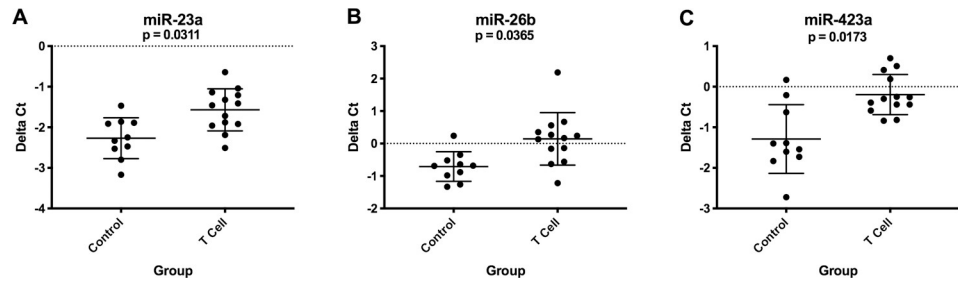 A
miR-23a
p = 0.0311
Delta Ct
0
-1
-2
-3
-4
Control
T Cell
Group
B
miR-26b
p = 0.0365
Delta Ct
3
2
1
0
-1
-2
Control
T Cell
Group
C
miR-423a
p = 0.0173
Delta Ct
1
0
-1
-2
-3
Control
T Cell
Group